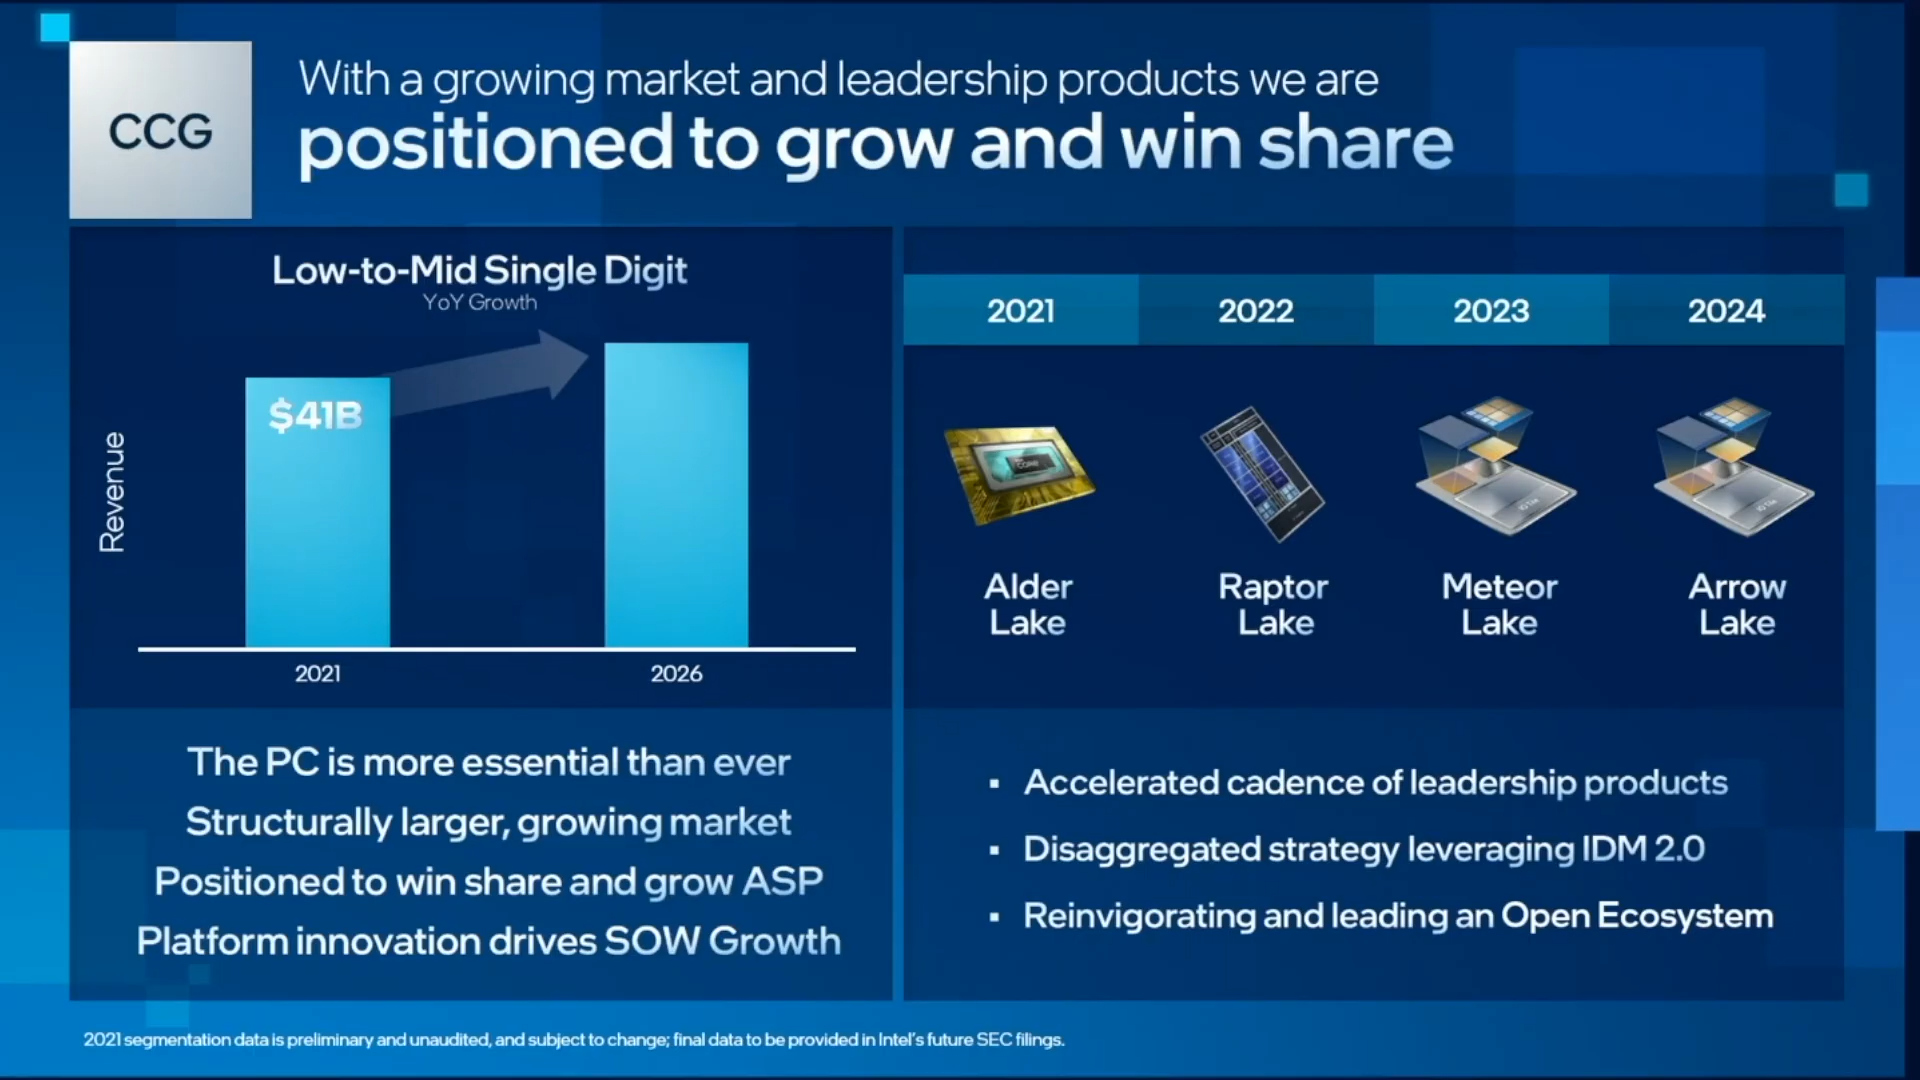 CCG
With a growing market and leadership products we are
positioned to grow and win share
Low-to-Mid Single Digit
YoY Growth
$41B
Revenue
2021
2026
The PC is more essential than ever
Structurally larger, growing market
Positioned to win share and grow ASP
Platform innovation drives SOW Growth
2021
2022
2023
2024
CORE
Alder
Lake
Raptor
Lake
Meteor
Lake
Arrow
Lake
▪ Accelerated cadence of leadership products
▪ Disaggregated strategy leveraging IDM 2.0
▪ Reinvigorating and leading an Open Ecosystem
2021 segmentation data is preliminary and unaudited, and subject to change; final data to be provided in Intel's future SEC filings.